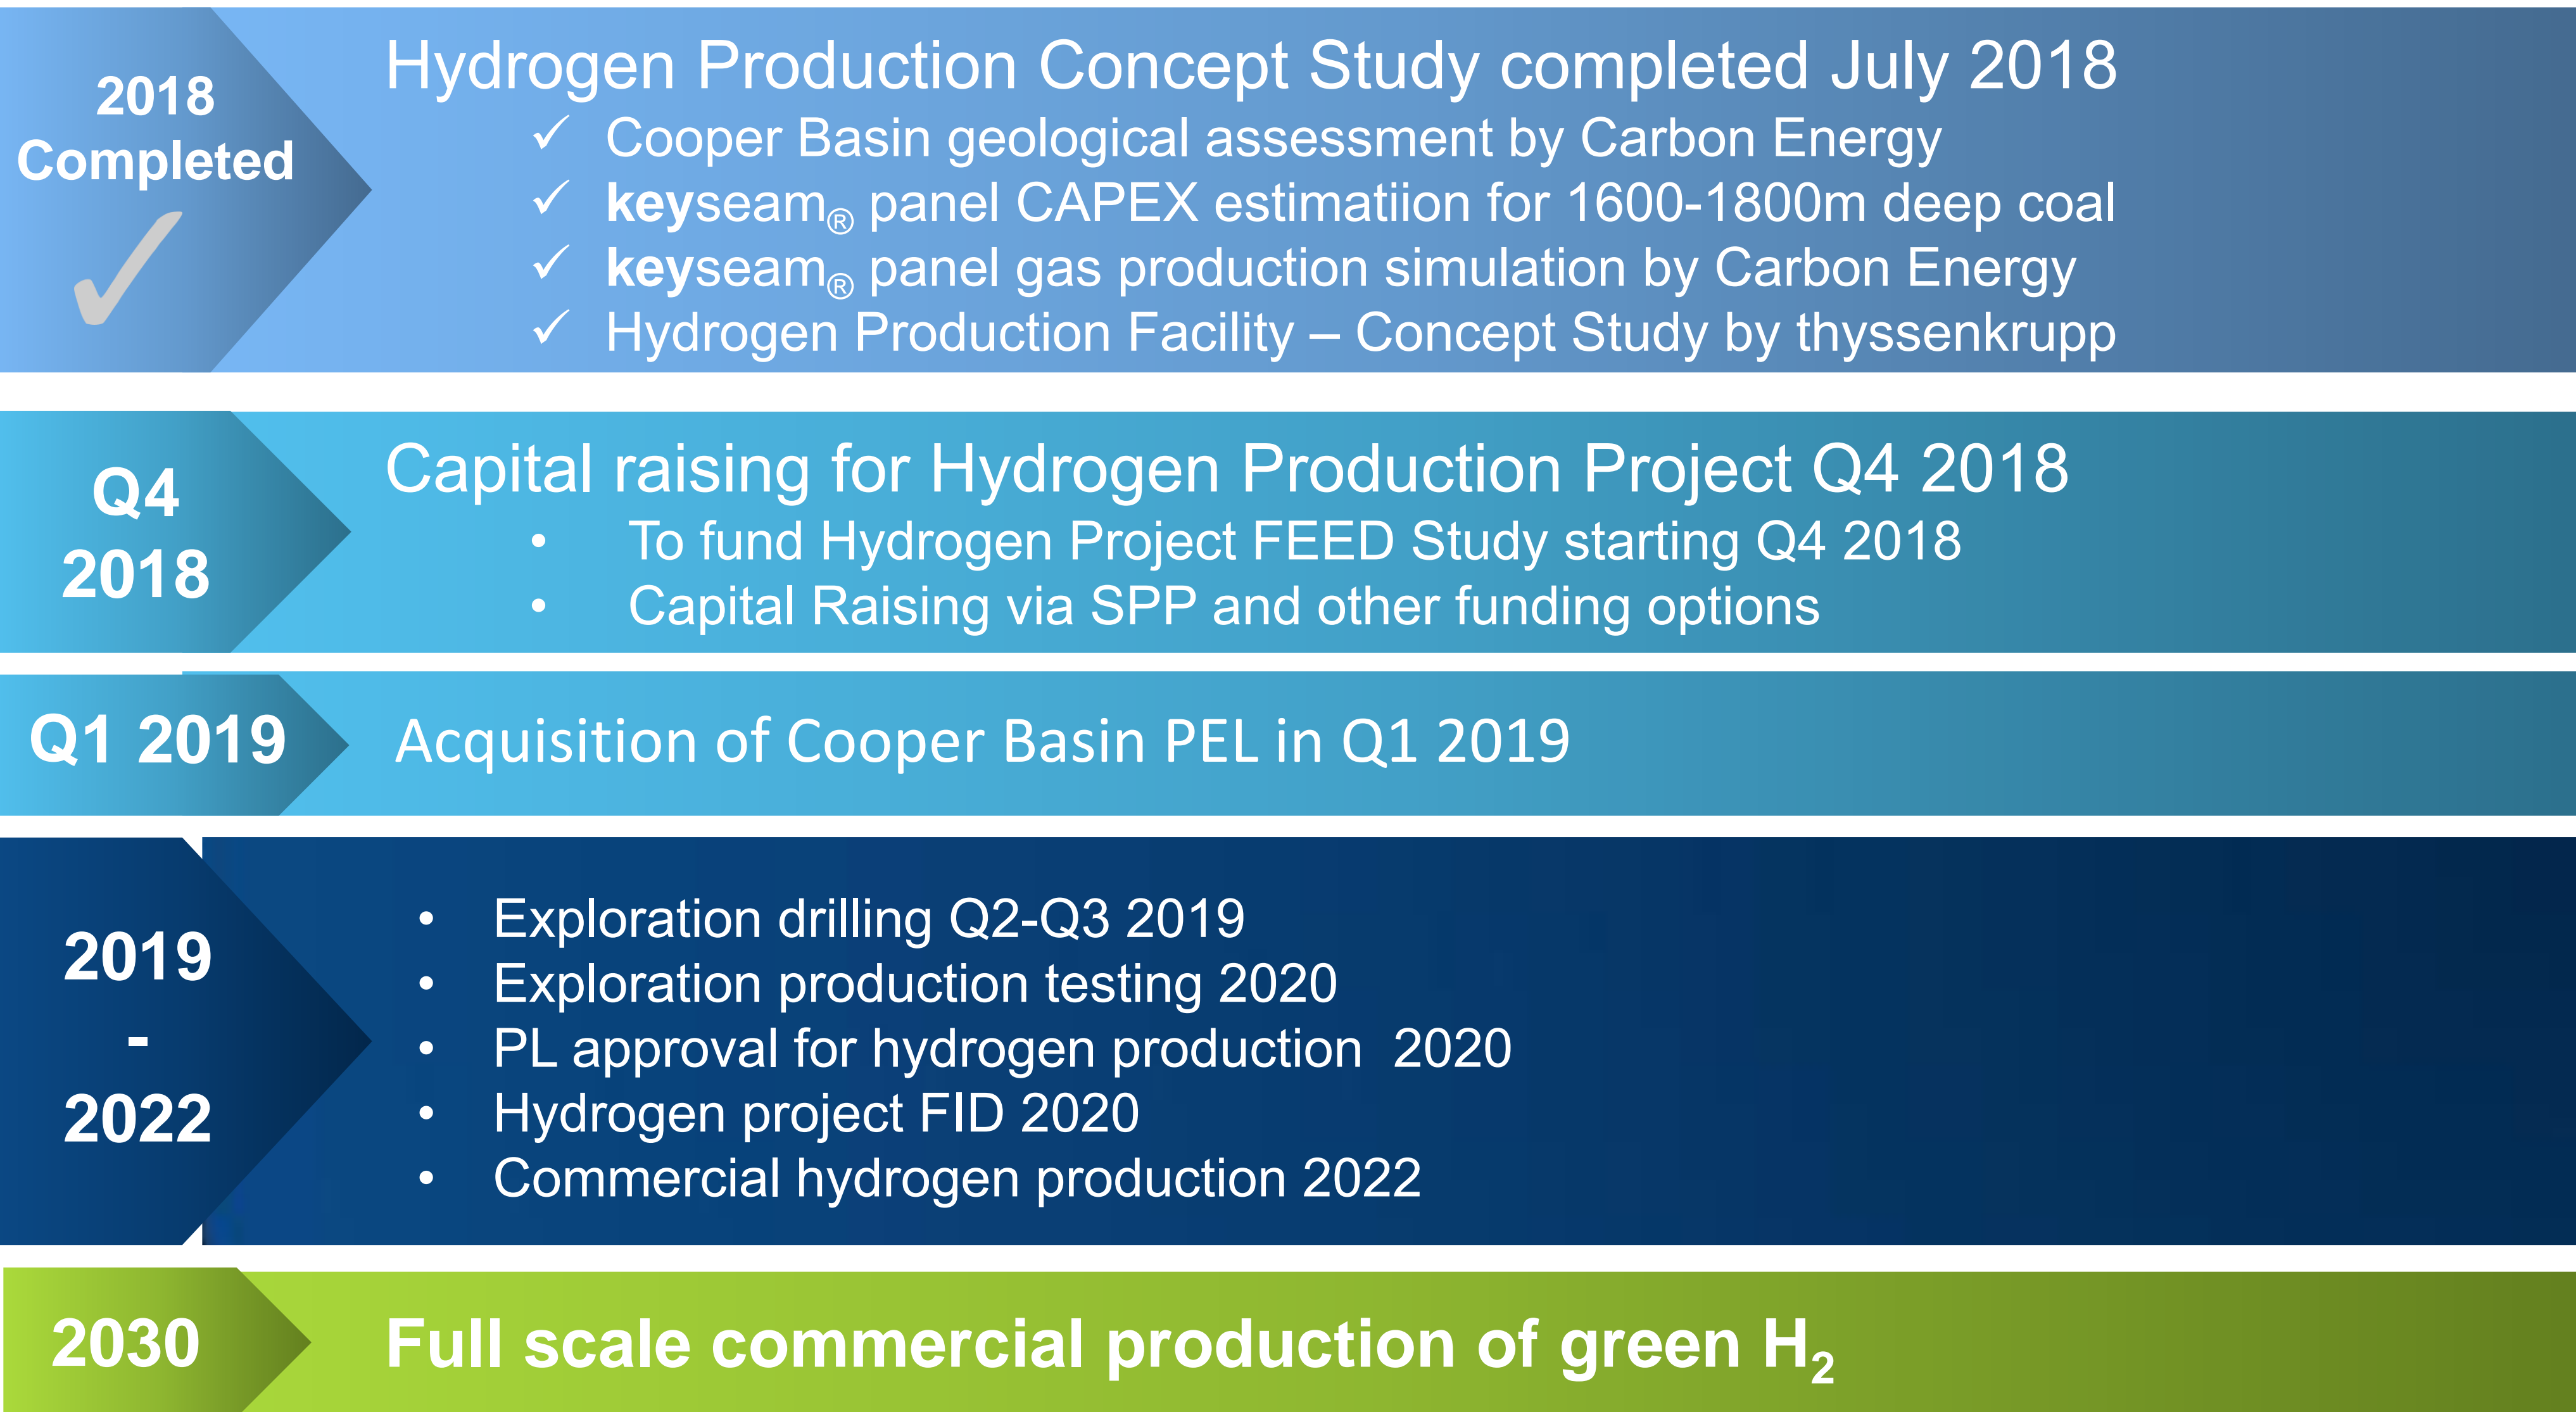 2018
Completed
✓
Hydrogen Production Concept Study completed July 2018
✓ Cooper Basin geological assessment by Carbon Energy
✓ keyseam® panel CAPEX estimatiion for 1600-1800m deep coal
✓ keyseam® panel gas production simulation by Carbon Energy
✓ Hydrogen Production Facility – Concept Study by thyssenkrupp
Q4
2018
Capital raising for Hydrogen Production Project Q4 2018
• To fund Hydrogen Project FEED Study starting Q4 2018
• Capital Raising via SPP and other funding options
Q1 2019
Acquisition of Cooper Basin PEL in Q1 2019
2019
-
2022
• Exploration drilling Q2-Q3 2019
• Exploration production testing 2020
• PL approval for hydrogen production 2020
• Hydrogen project FID 2020
• Commercial hydrogen production 2022
2030
Full scale commercial production of green H₂